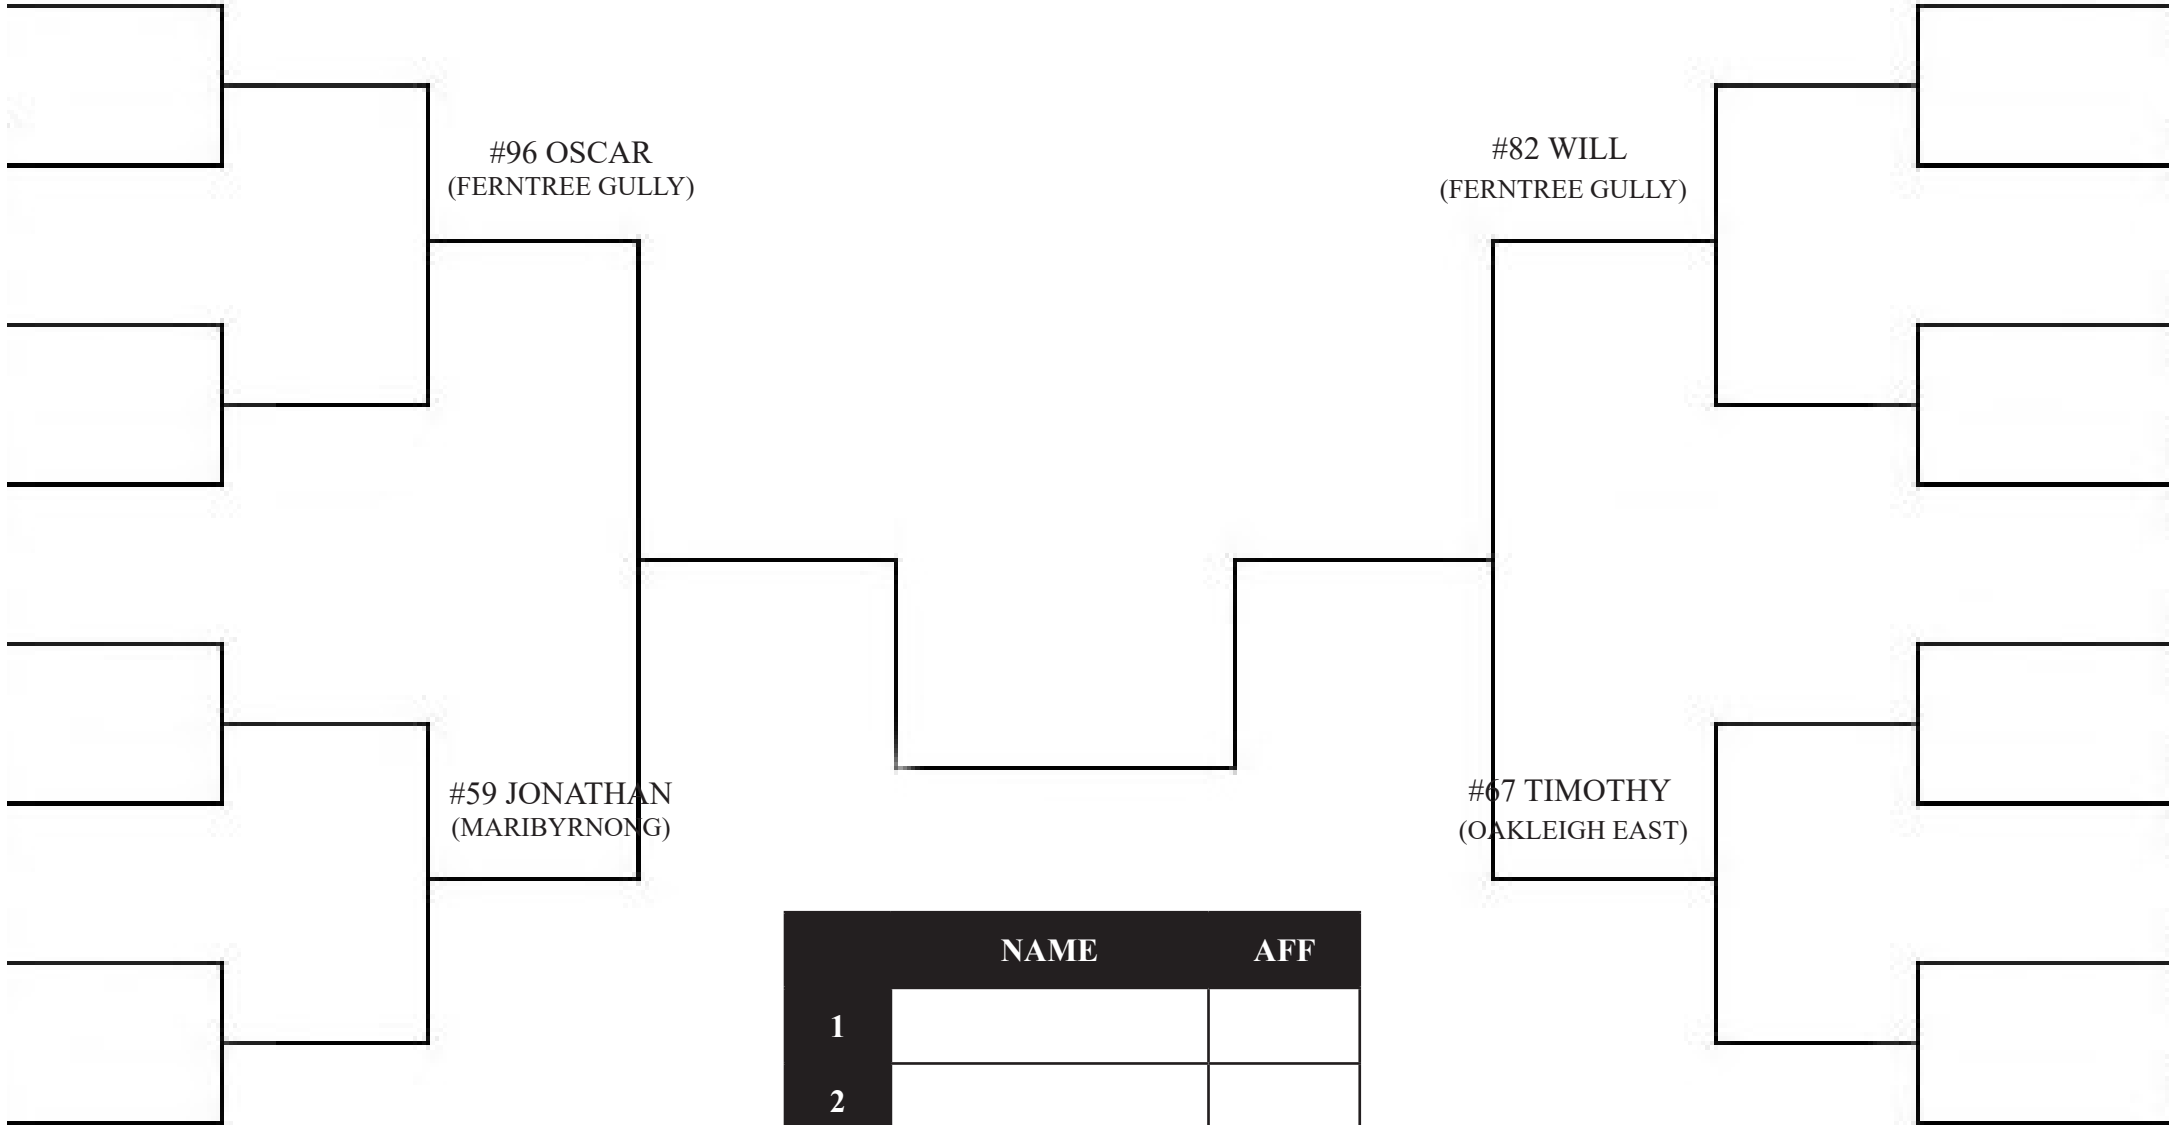 #96 OSCAR
(FERNTREE GULLY)
#82 WILL
(FERNTREE GULLY)
#59 JONATHAN
(MARIBYRNONG)
#67 TIMOTHY
(OAKLEIGH EAST)
NAME AFF
1
2